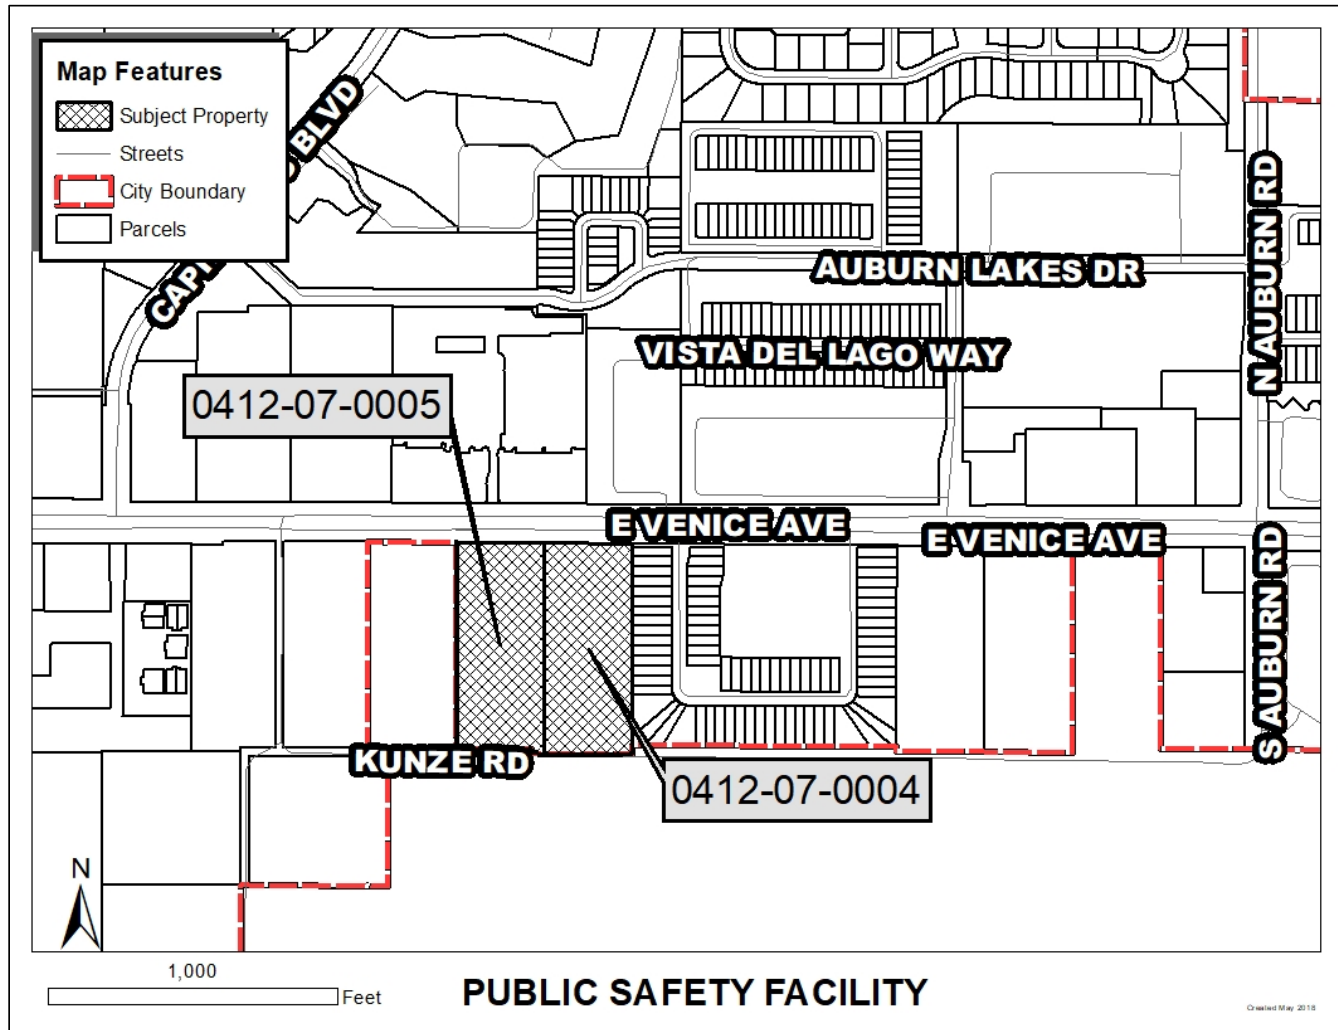 Map Features
Subject Property
Streets
City Boundary
Parcels
BLVD
CAPI
AUBURN LAKES DR
N AUBURN RD
VISTA DEL LAGO WAY
0412-07-0005
E VENICE AVE
E VENICE AVE
S AUBURN RD
KUNZE RD
0412-07-0004
N
1,000
Feet
PUBLIC SAFETY FACILITY
Created May 2018